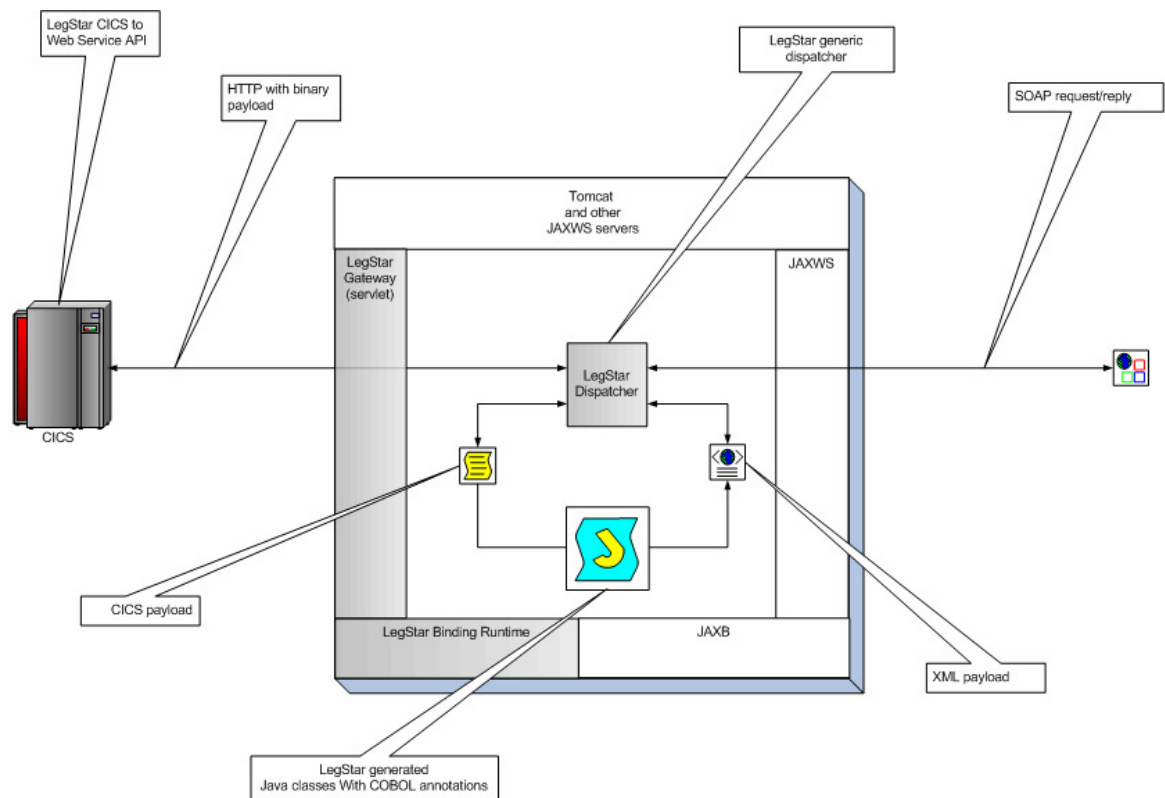 LegStar CICS to
Web Service API
HTTP with binary
payload
LegStar generic
dispatcher
SOAP request/reply
Tomcat
and other
JAXWS servers
LegStar
Gateway
(servlet)
JAXWS
LegStar
Dispatcher
CICS
CICS payload
LegStar Binding Runtime
JAXB
XML payload
LegStar generated
Java classes With COBOL annotations